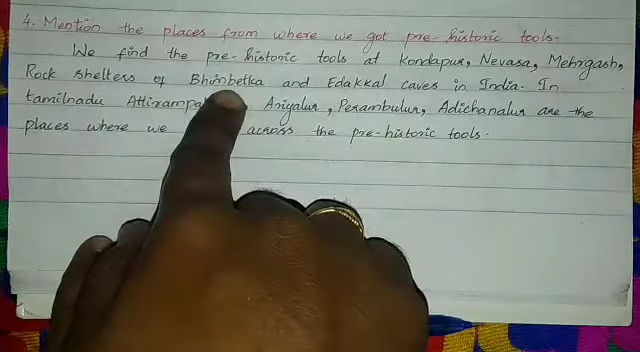 4. Mention the places from where we got pre-historic tools.
We find the pre-historic tools at Kondapur, Nevasa, Mehrgash,
Rock shelters of Bhimbetka and Edakkal caves in India. In
tamilnadu Ariyalur, Perambulur, Adichanalur are the
places where we across the pre-historic tools.